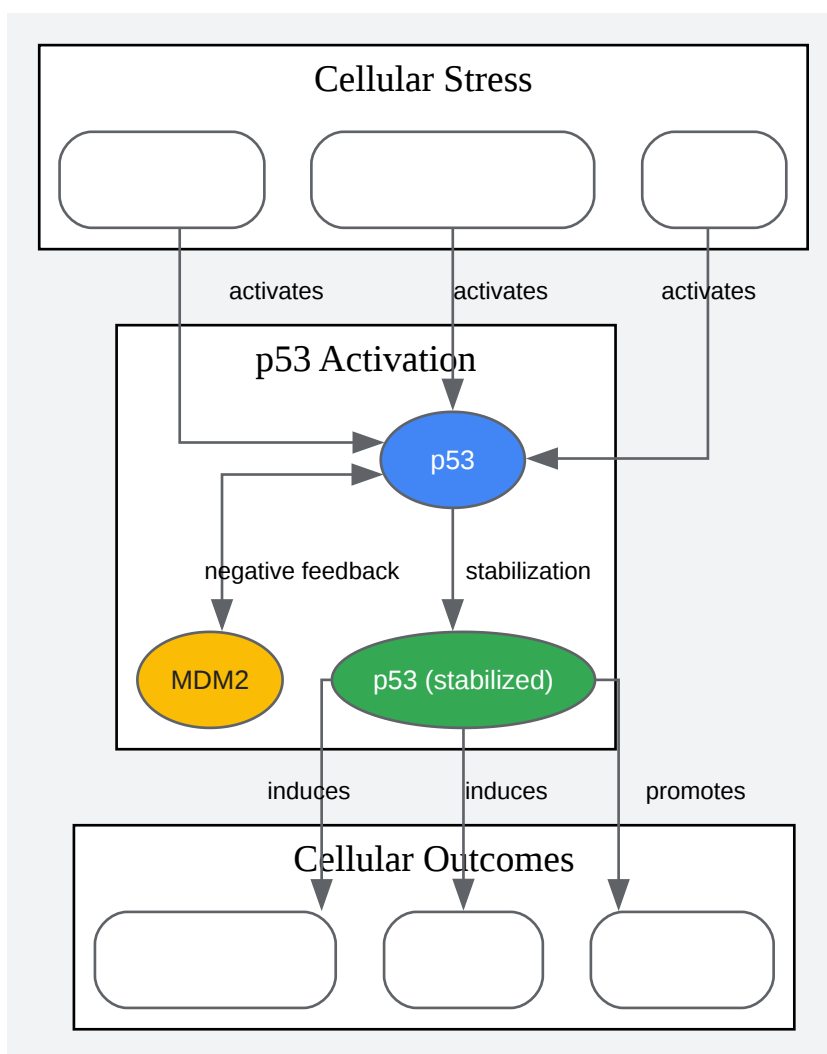 Cellular Stress
activates
activates
activates
p53 Activation
p53
negative feedback
stabilization
MDM2
p53 (stabilized)
induces
induces
promotes
Cellular Outcomes